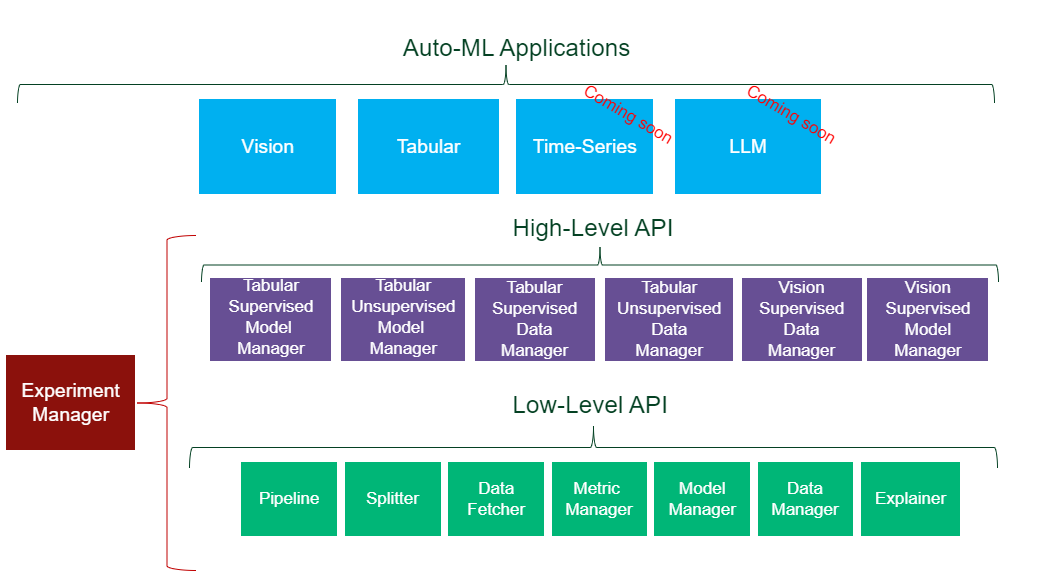 Auto-ML Applications
Coming soon
Coming soon
Vision
Tabular
Time-Series
LLM
High-Level API
Tabular
Supervised
Model
Manager
Tabular
Unsupervised
Model
Manager
Tabular
Supervised
Data
Manager
Tabular
Unsupervised
Data
Manager
Vision
Supervised
Data
Manager
Vision
Supervised
Model
Manager
Experiment
Manager
Low-Level API
Pipeline
Splitter
Data
Fetcher
Metric
Manager
Model
Manager
Data
Manager
Explainer